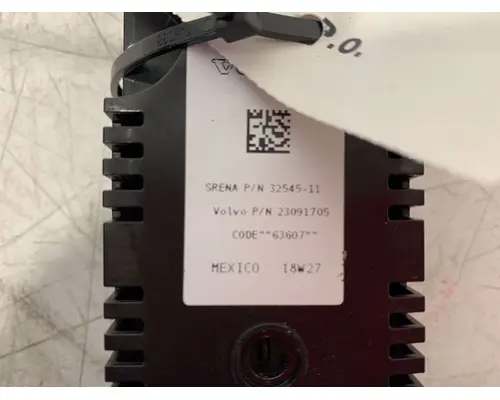 P.O.
SRENA P/N 32545-11
Volvo P/N 23091705
CODE""63607""
MEXICO 18W27